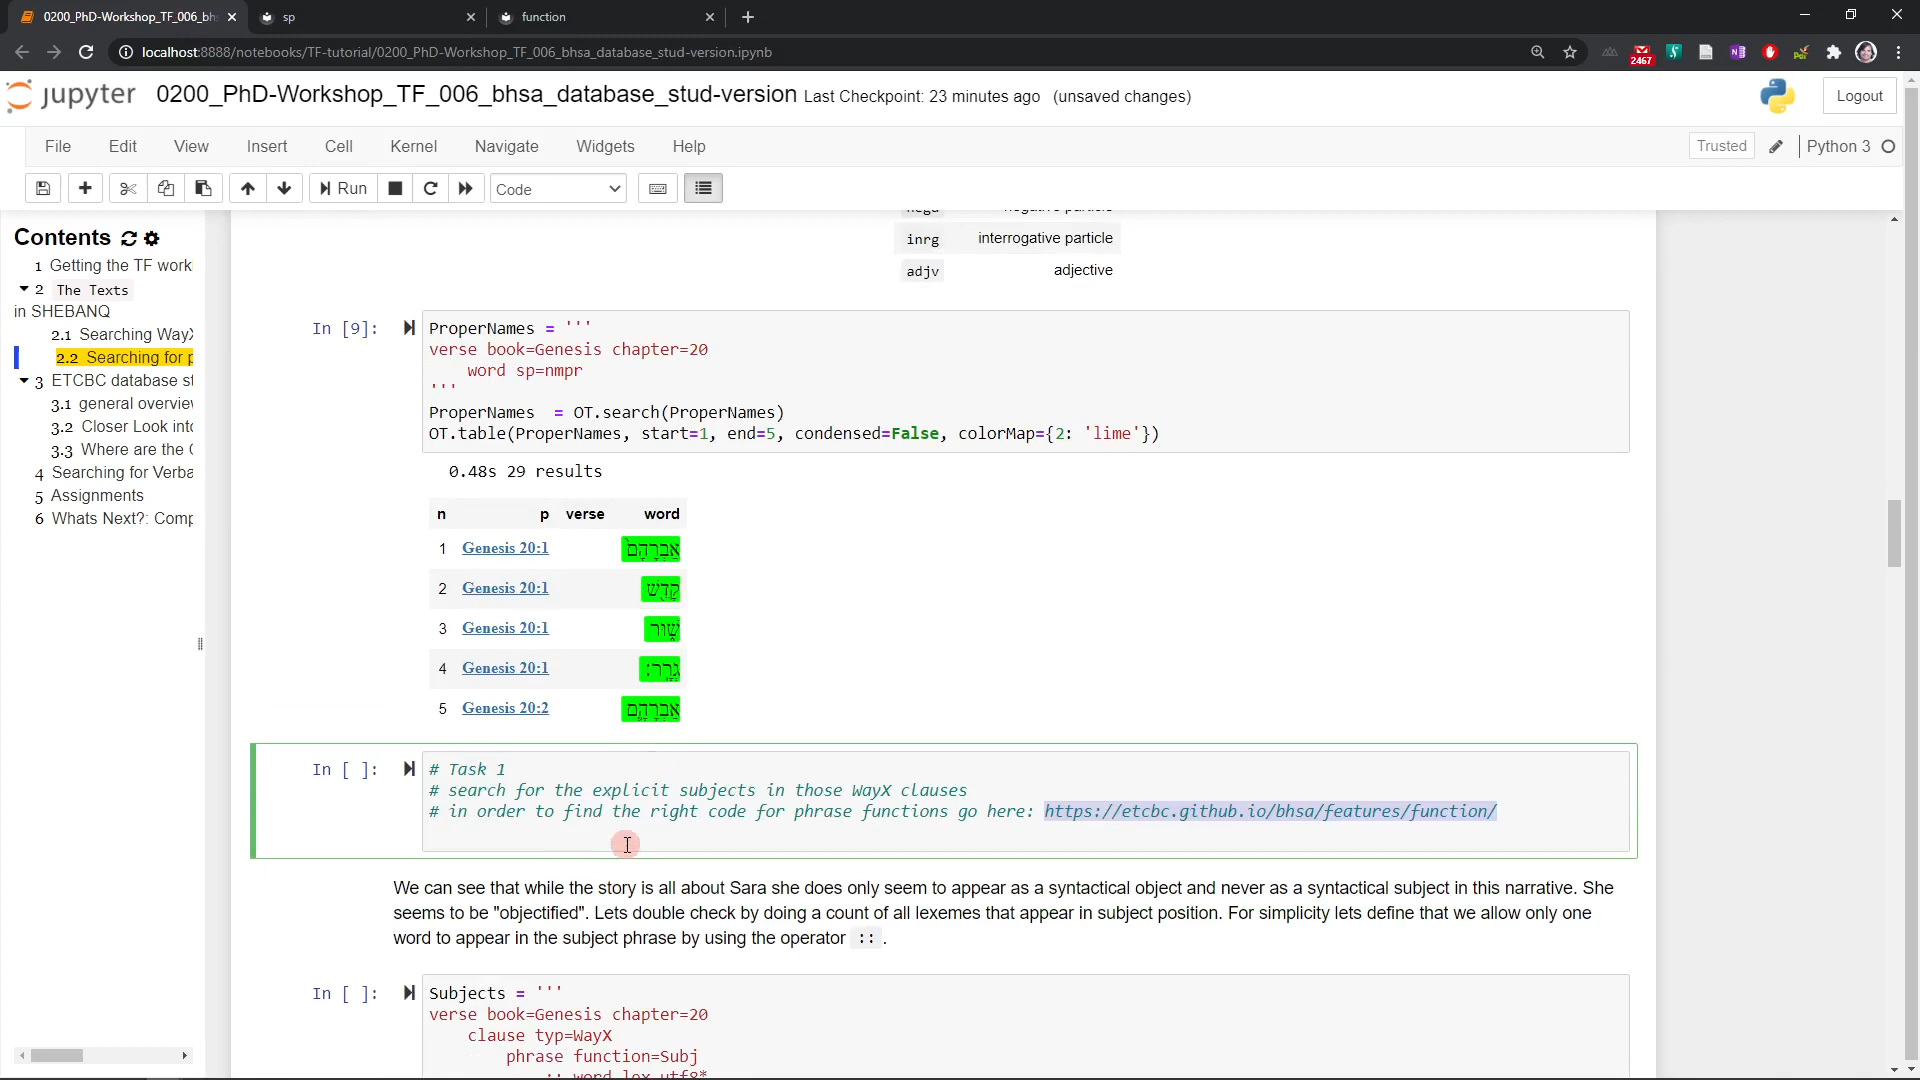 0200_PhD-Workshop_TF_006_bh
sp
function
localhost:8888/notebooks/TF-tutorial/0200_PhD-Workshop_TF_006_bhsa_database_stud-version.ipynb
2467
jupyter 0200_PhD-Workshop_TF_006_bhsa_database_stud-version Last Checkpoint: 23 minutes ago (unsaved changes)
Logout
File Edit View Insert Cell Kernel Navigate Widgets Help
Trusted Python 3
Run Code
Contents
1 Getting the TF work
2 The Texts
in SHEBANQ
2.1 Searching WayX
2.2 Searching for p
3 ETCBC database st
3.1 general overview
3.2 Closer Look into
3.3 Where are the
4 Searching for Verba
5 Assignments
6 Whats Next?: Comp
nega negative particle
inrg interrogative particle
adjv adjective
In [9]:
ProperNames = '''
verse book=Genesis chapter=20
word sp=nmpr
'''
ProperNames = OT.search(ProperNames)
OT.table(ProperNames, start=1, end=5, condensed=False, colorMap={2: 'lime'})
0.48s 29 results
n p verse word
1 Genesis 20:1 אַבְרָהָם֙
2 Genesis 20:1 קָדֵ֖שׁ
3 Genesis 20:1 שׁ֑וּר
4 Genesis 20:1 גְרָֽר׃
5 Genesis 20:2 אַבְרָהָ֛ם
In [ ]:
# Task 1
# search for the explicit subjects in those WayX clauses
# in order to find the right code for phrase functions go here: https://etcbc.github.io/bhsa/features/function/
We can see that while the story is all about Sara she does only seem to appear as a syntactical object and never as a syntactical subject in this narrative. She
seems to be "objectified". Lets double check by doing a count of all lexemes that appear in subject position. For simplicity lets define that we allow only one
word to appear in the subject phrase by using the operator :: .
In [ ]:
Subjects = '''
verse book=Genesis chapter=20
clause typ=WayX
phrase function=Subj
:: word lex_utf8*